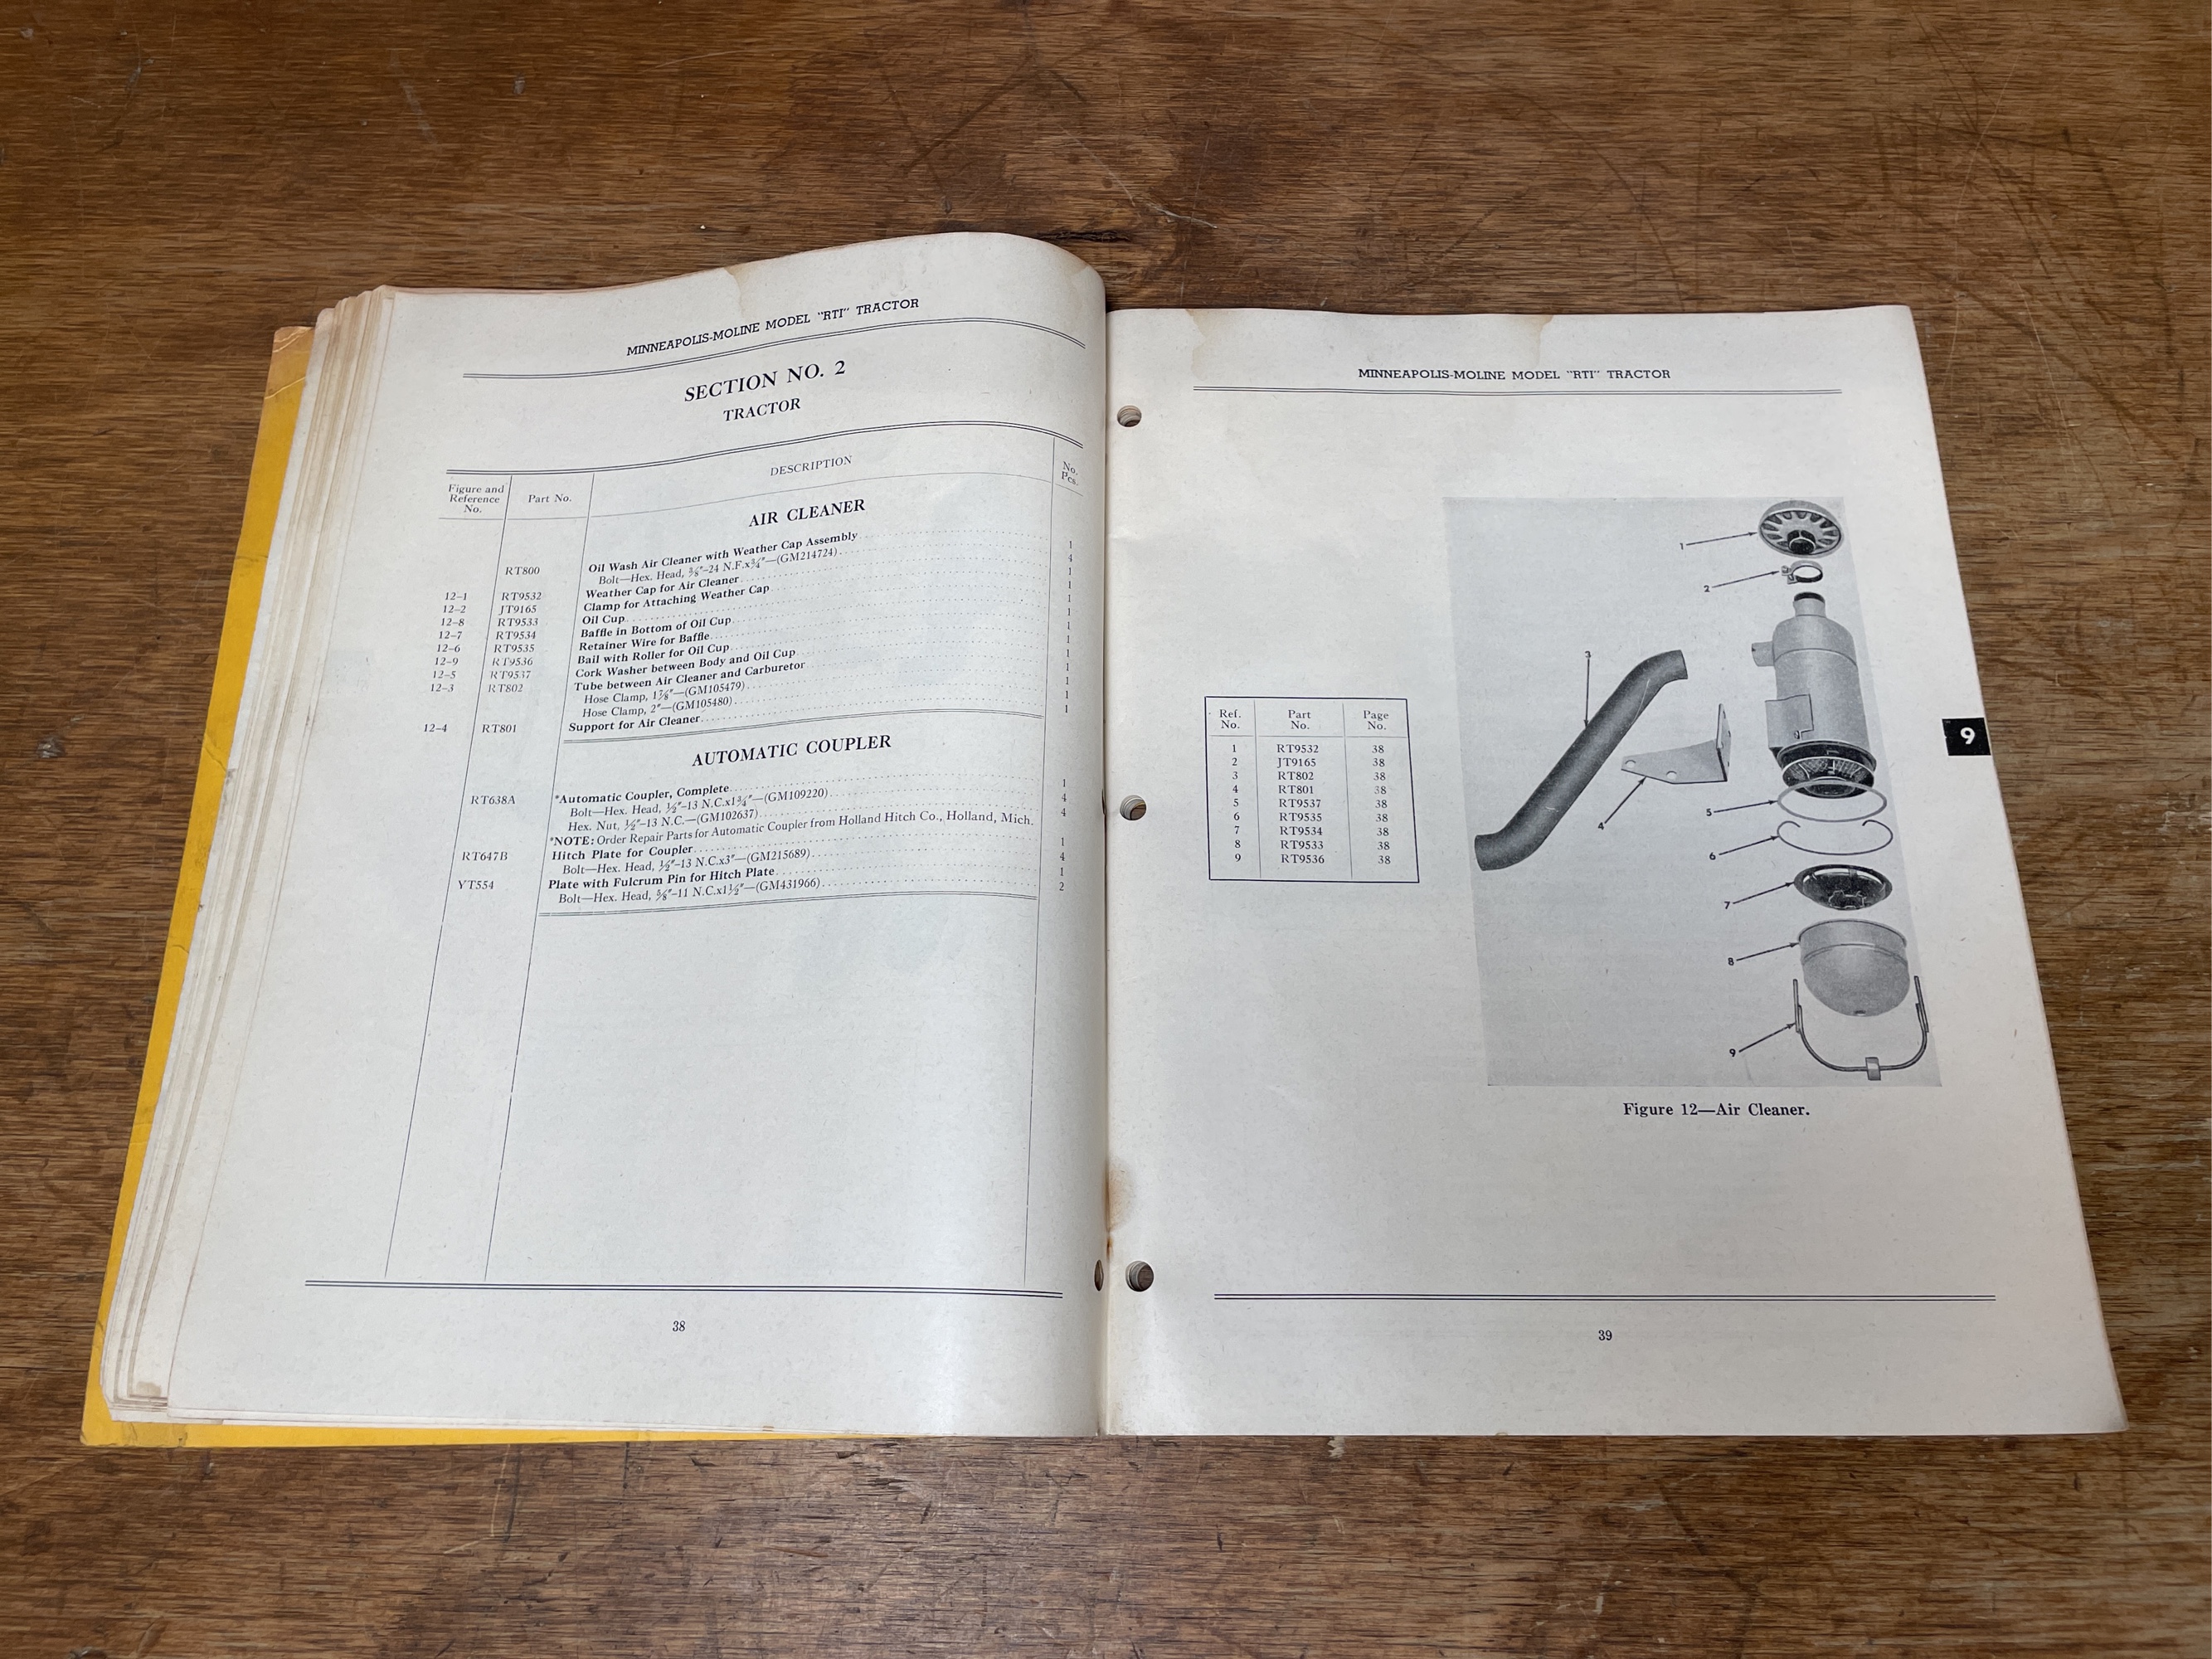 MINNEAPOLIS-MOLINE MODEL "RTI" TRACTOR
SECTION NO. 2
TRACTOR
Figure and Reference No. Part No. DESCRIPTION No. Pcs.
AIR CLEANER
RT800 Oil Wash Air Cleaner with Weather Cap Assembly 1
Bolt—Hex. Head, ⅜"–24 N.F.x¾"—(GM214724) 4
12–1 RT9532 Weather Cap for Air Cleaner 1
12–2 JT9165 Clamp for Attaching Weather Cap 1
12–8 RT9533 Oil Cup 1
12–7 RT9534 Baffle in Bottom of Oil Cup 1
12–6 RT9535 Retainer Wire for Baffle 1
12–9 RT9536 Bail with Roller for Oil Cup 1
12–5 RT9537 Cork Washer between Body and Oil Cup 1
12–3 RT802 Tube between Air Cleaner and Carburetor 1
Hose Clamp, 1⅞"—(GM105479) 1
Hose Clamp, 2"—(GM105480) 1
12–4 RT801 Support for Air Cleaner 1
AUTOMATIC COUPLER
RT638A *Automatic Coupler, Complete 1
Bolt—Hex. Head, ½"–13 N.C.x1¾"—(GM109220) 4
Hex. Nut, ½"–13 N.C.—(GM102637) 4
*NOTE: Order Repair Parts for Automatic Coupler from Holland Hitch Co., Holland, Mich.
RT647B Hitch Plate for Coupler 1
Bolt—Hex. Head, ½"–13 N.C.x3"—(GM215689) 4
YT554 Plate with Fulcrum Pin for Hitch Plate 1
Bolt—Hex. Head, ⅝"–11 N.C.x1½"—(GM431966) 2
38
MINNEAPOLIS-MOLINE MODEL "RTI" TRACTOR
Ref. No. Part No. Page No.
1 RT9532 38
2 JT9165 38
3 RT802 38
4 RT801 38
5 RT9537 38
6 RT9535 38
7 RT9534 38
8 RT9533 38
9 RT9536 38
1
2
3
4
5
6
7
8
9
9
Figure 12—Air Cleaner.
39